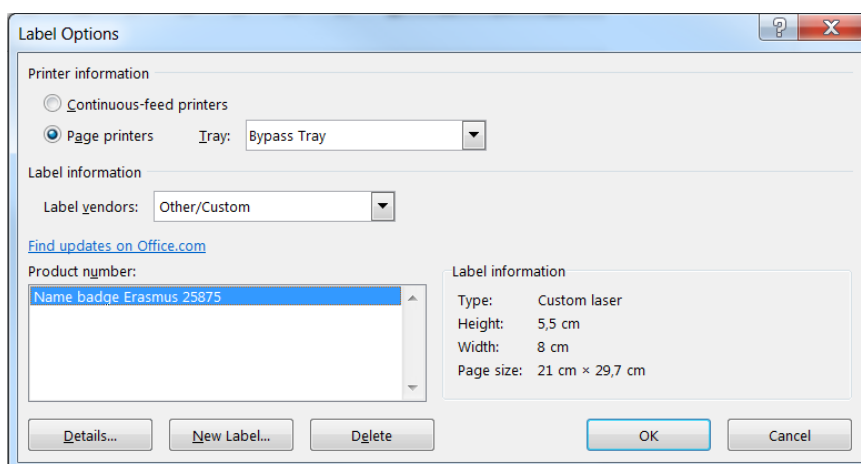 Label Options
Printer information
Continuous-feed printers
Page printers Tray: Bypass Tray
Label information
Label vendors: Other/Custom
Find updates on Office.com
Product number:
Name badge Erasmus 25875
Label information
Type: Custom laser
Height: 5,5 cm
Width: 8 cm
Page size: 21 cm × 29,7 cm
Details... New Label... Delete OK Cancel